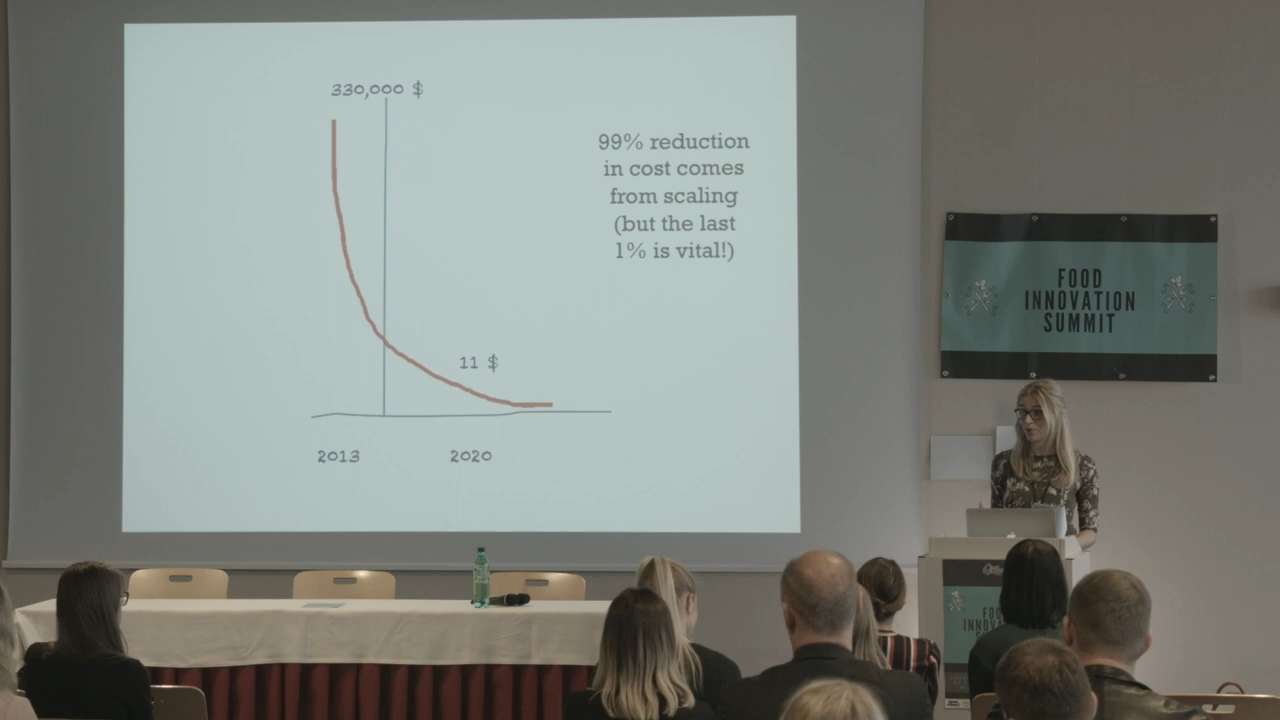 330,000 $
99% reduction
in cost comes
from scaling
(but the last
1% is vital!)
11 $
2013
2020
FOOD
INNOVATION
SUMMIT